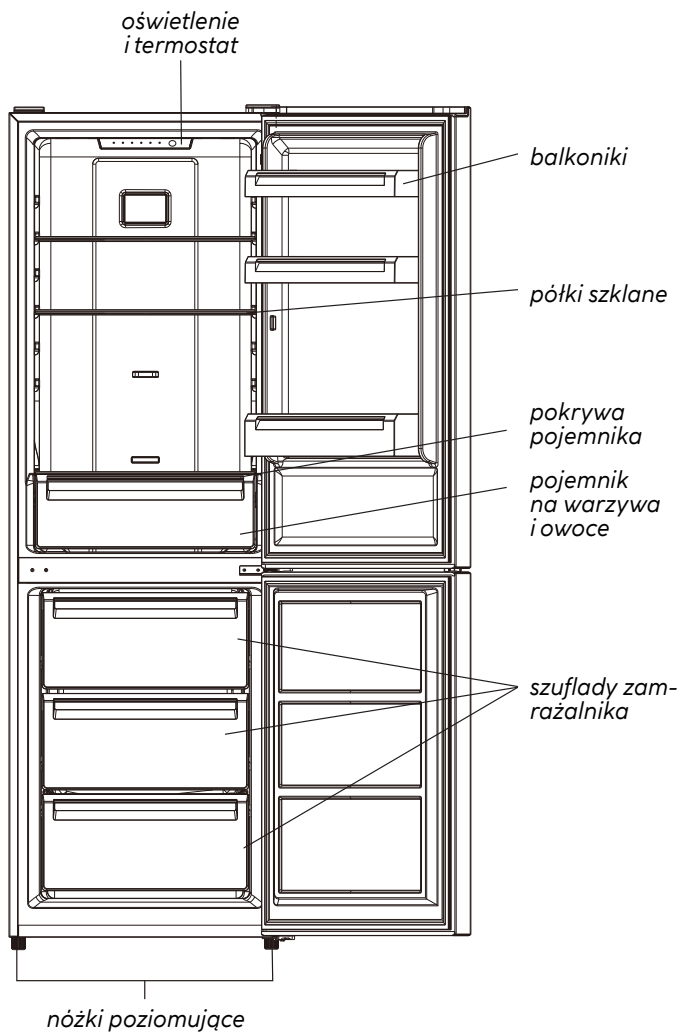 oświetlenie
i termostat
balkoniki
półki szklane
pokrywa
pojemnika
pojemnik
na warzywa
i owoce
szuflady zam-
rażalnika
nóżki poziomujące